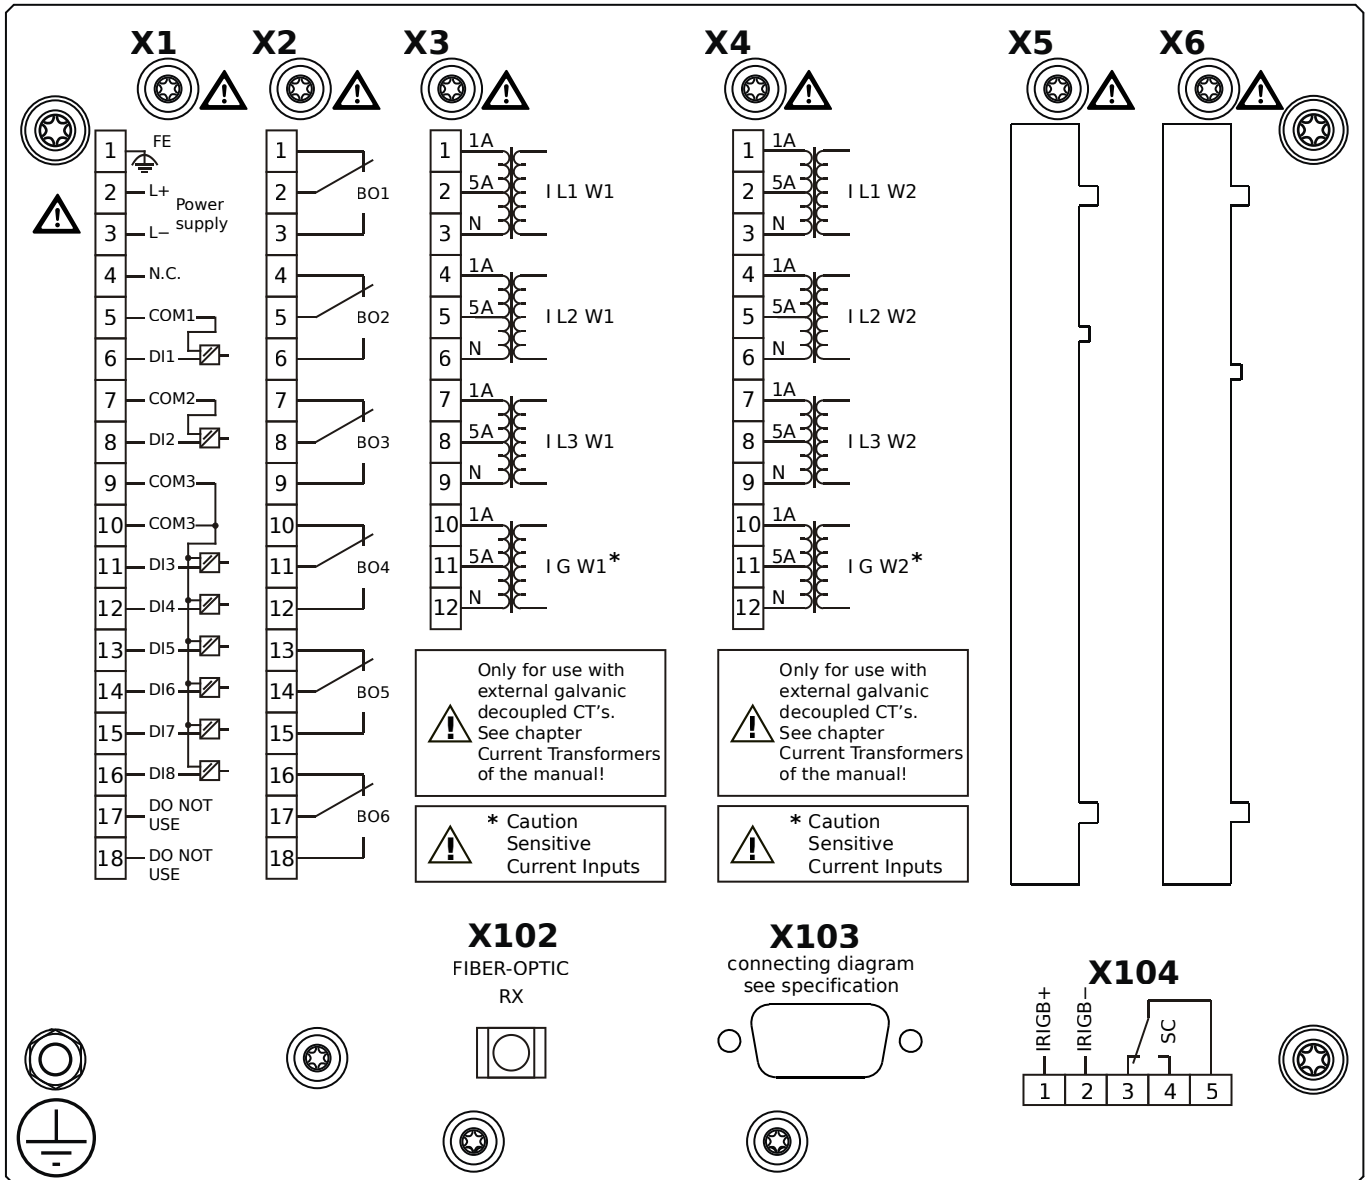 X1
X2
X3
X4
X5
X6
1
FE
2
L+
Power
supply
3
L−
4
N.C.
5
COM1
6
DI1
7
COM2
8
DI2
9
COM3
10
COM3
11
DI3
12
DI4
13
DI5
14
DI6
15
DI7
16
DI8
17
DO NOT
USE
18
DO NOT
USE
1
2
BO1
3
4
5
BO2
6
7
8
BO3
9
10
11
BO4
12
13
14
BO5
15
16
17
BO6
18
1 1A
2 5A I L1 W1
3 N
4 1A
5 5A I L2 W1
6 N
7 1A
8 5A I L3 W1
9 N
10 1A
11 5A I G W1*
12 N
Only for use with
external galvanic
decoupled CT's.
See chapter
Current Transformers
of the manual!
* Caution
Sensitive
Current Inputs
1 1A
2 5A I L1 W2
3 N
4 1A
5 5A I L2 W2
6 N
7 1A
8 5A I L3 W2
9 N
10 1A
11 5A I G W2*
12 N
Only for use with
external galvanic
decoupled CT's.
See chapter
Current Transformers
of the manual!
* Caution
Sensitive
Current Inputs
X102
FIBER-OPTIC
RX
X103
connecting diagram
see specification
X104
IRIGB+
IRIGB−
SC
1 2 3 4 5